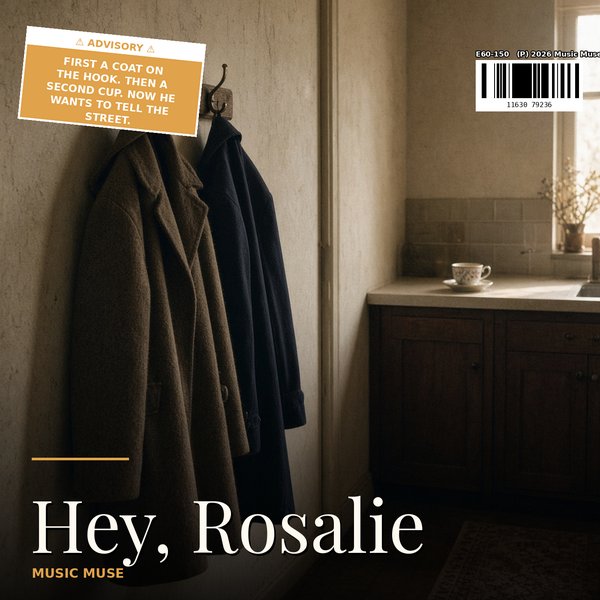 ⚠ ADVISORY ⚠
FIRST A COAT ON
THE HOOK. THEN A
SECOND CUP. NOW HE
WANTS TO TELL THE
STREET.
E60-150 (P) 2026 Music Muse
11630 79236
Hey, Rosalie
MUSIC MUSE